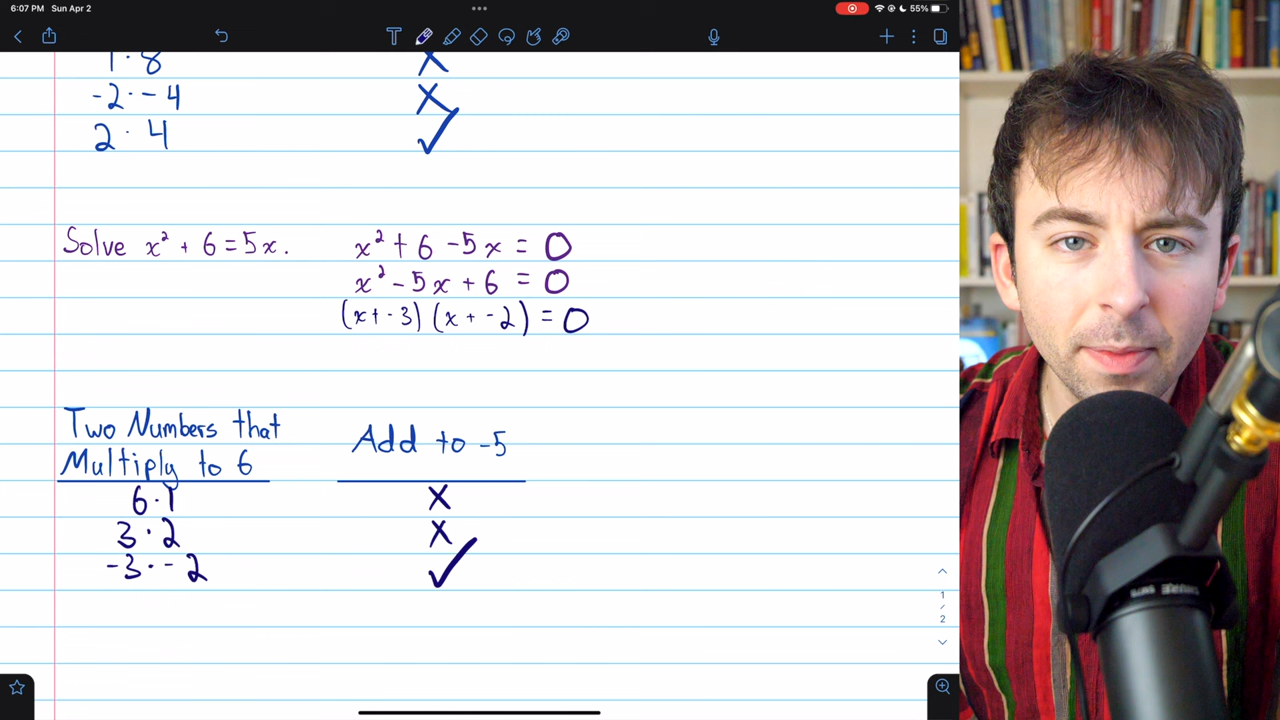 6:07 PM Sun Apr 2
55%
1 · 8 X
-2 · -4 X
2 · 4 ✓
Solve x² + 6 = 5x. x² + 6 - 5x = 0
x² - 5x + 6 = 0
(x + -3) (x + -2) = 0
Two Numbers that
Multiply to 6 Add to -5
6 · 1 X
3 · 2 X
-3 · -2 ✓
1
/
2